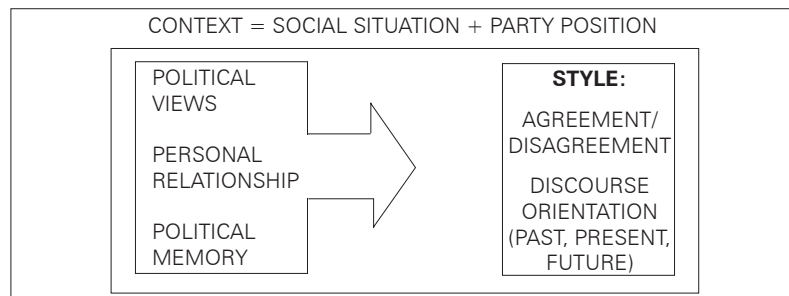 CONTEXT = SOCIAL SITUATION + PARTY POSITION
POLITICAL
VIEWS
PERSONAL
RELATIONSHIP
POLITICAL
MEMORY
STYLE:
AGREEMENT/
DISAGREEMENT
DISCOURSE
ORIENTATION
(PAST, PRESENT,
FUTURE)